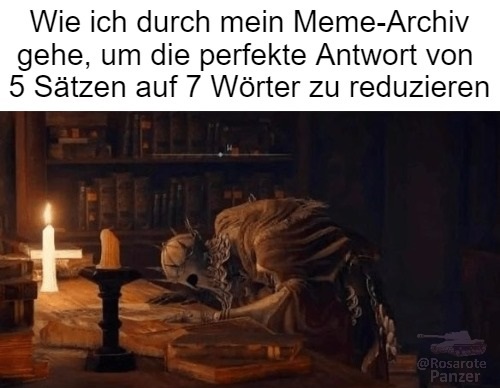 Wie ich durch mein Meme-Archiv
gehe, um die perfekte Antwort von
5 Sätzen auf 7 Wörter zu reduzieren
@Rosarote
Panzer